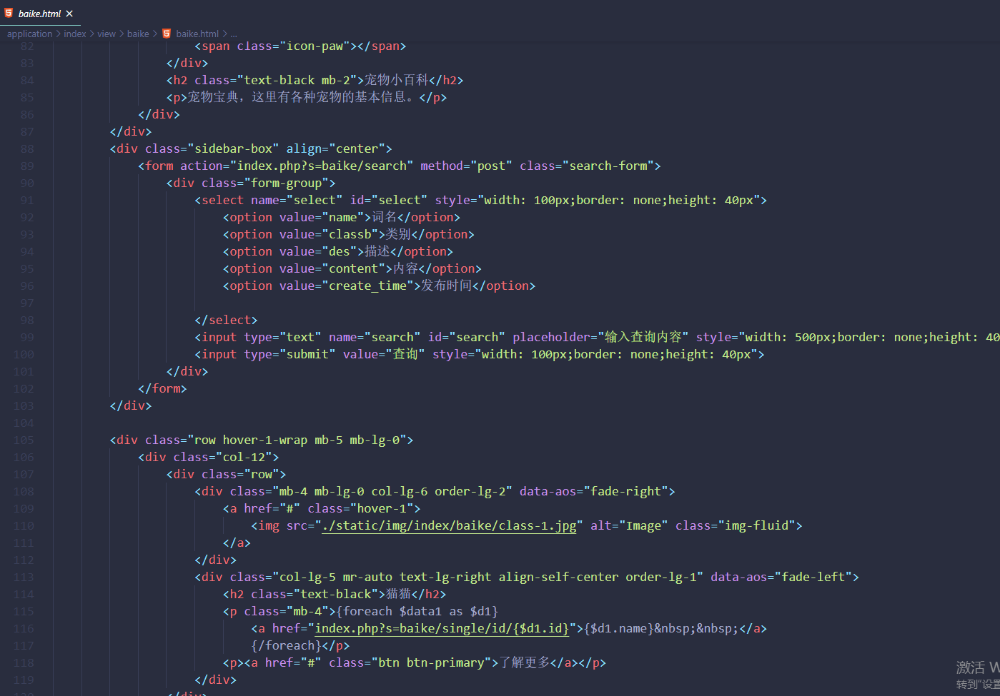 baike.html ×
application > index > view > baike > baike.html > ...
82 <span class="icon-paw"></span>
83 </div>
84 <h2 class="text-black mb-2">宠物小百科</h2>
85 <p>宠物宝典，这里有各种宠物的基本信息。</p>
86 </div>
87 </div>
88 <div class="sidebar-box" align="center">
89 <form action="index.php?s=baike/search" method="post" class="search-form">
90 <div class="form-group">
91 <select name="select" id="select" style="width: 100px;border: none;height: 40px">
92 <option value="name">词名</option>
93 <option value="classb">类别</option>
94 <option value="des">描述</option>
95 <option value="content">内容</option>
96 <option value="create_time">发布时间</option>
97
98 </select>
99 <input type="text" name="search" id="search" placeholder="输入查询内容" style="width: 500px;border: none;height: 40
100 <input type="submit" value="查询" style="width: 100px;border: none;height: 40px">
101 </div>
102 </form>
103 </div>
104
105 <div class="row hover-1-wrap mb-5 mb-lg-0">
106 <div class="col-12">
107 <div class="row">
108 <div class="mb-4 mb-lg-0 col-lg-6 order-lg-2" data-aos="fade-right">
109 <a href="#" class="hover-1">
110 <img src="./static/img/index/baike/class-1.jpg" alt="Image" class="img-fluid">
111 </a>
112 </div>
113 <div class="col-lg-5 mr-auto text-lg-right align-self-center order-lg-1" data-aos="fade-left">
114 <h2 class="text-black">猫猫</h2>
115 <p class="mb-4">{foreach $data1 as $d1}
116 <a href="index.php?s=baike/single/id/{$d1.id}">{$d1.name}&nbsp;&nbsp;</a>
117 {/foreach}</p>
118 <p><a href="#" class="btn btn-primary">了解更多</a></p>
119 </div>
120 </div>
激活 W
转到"设置